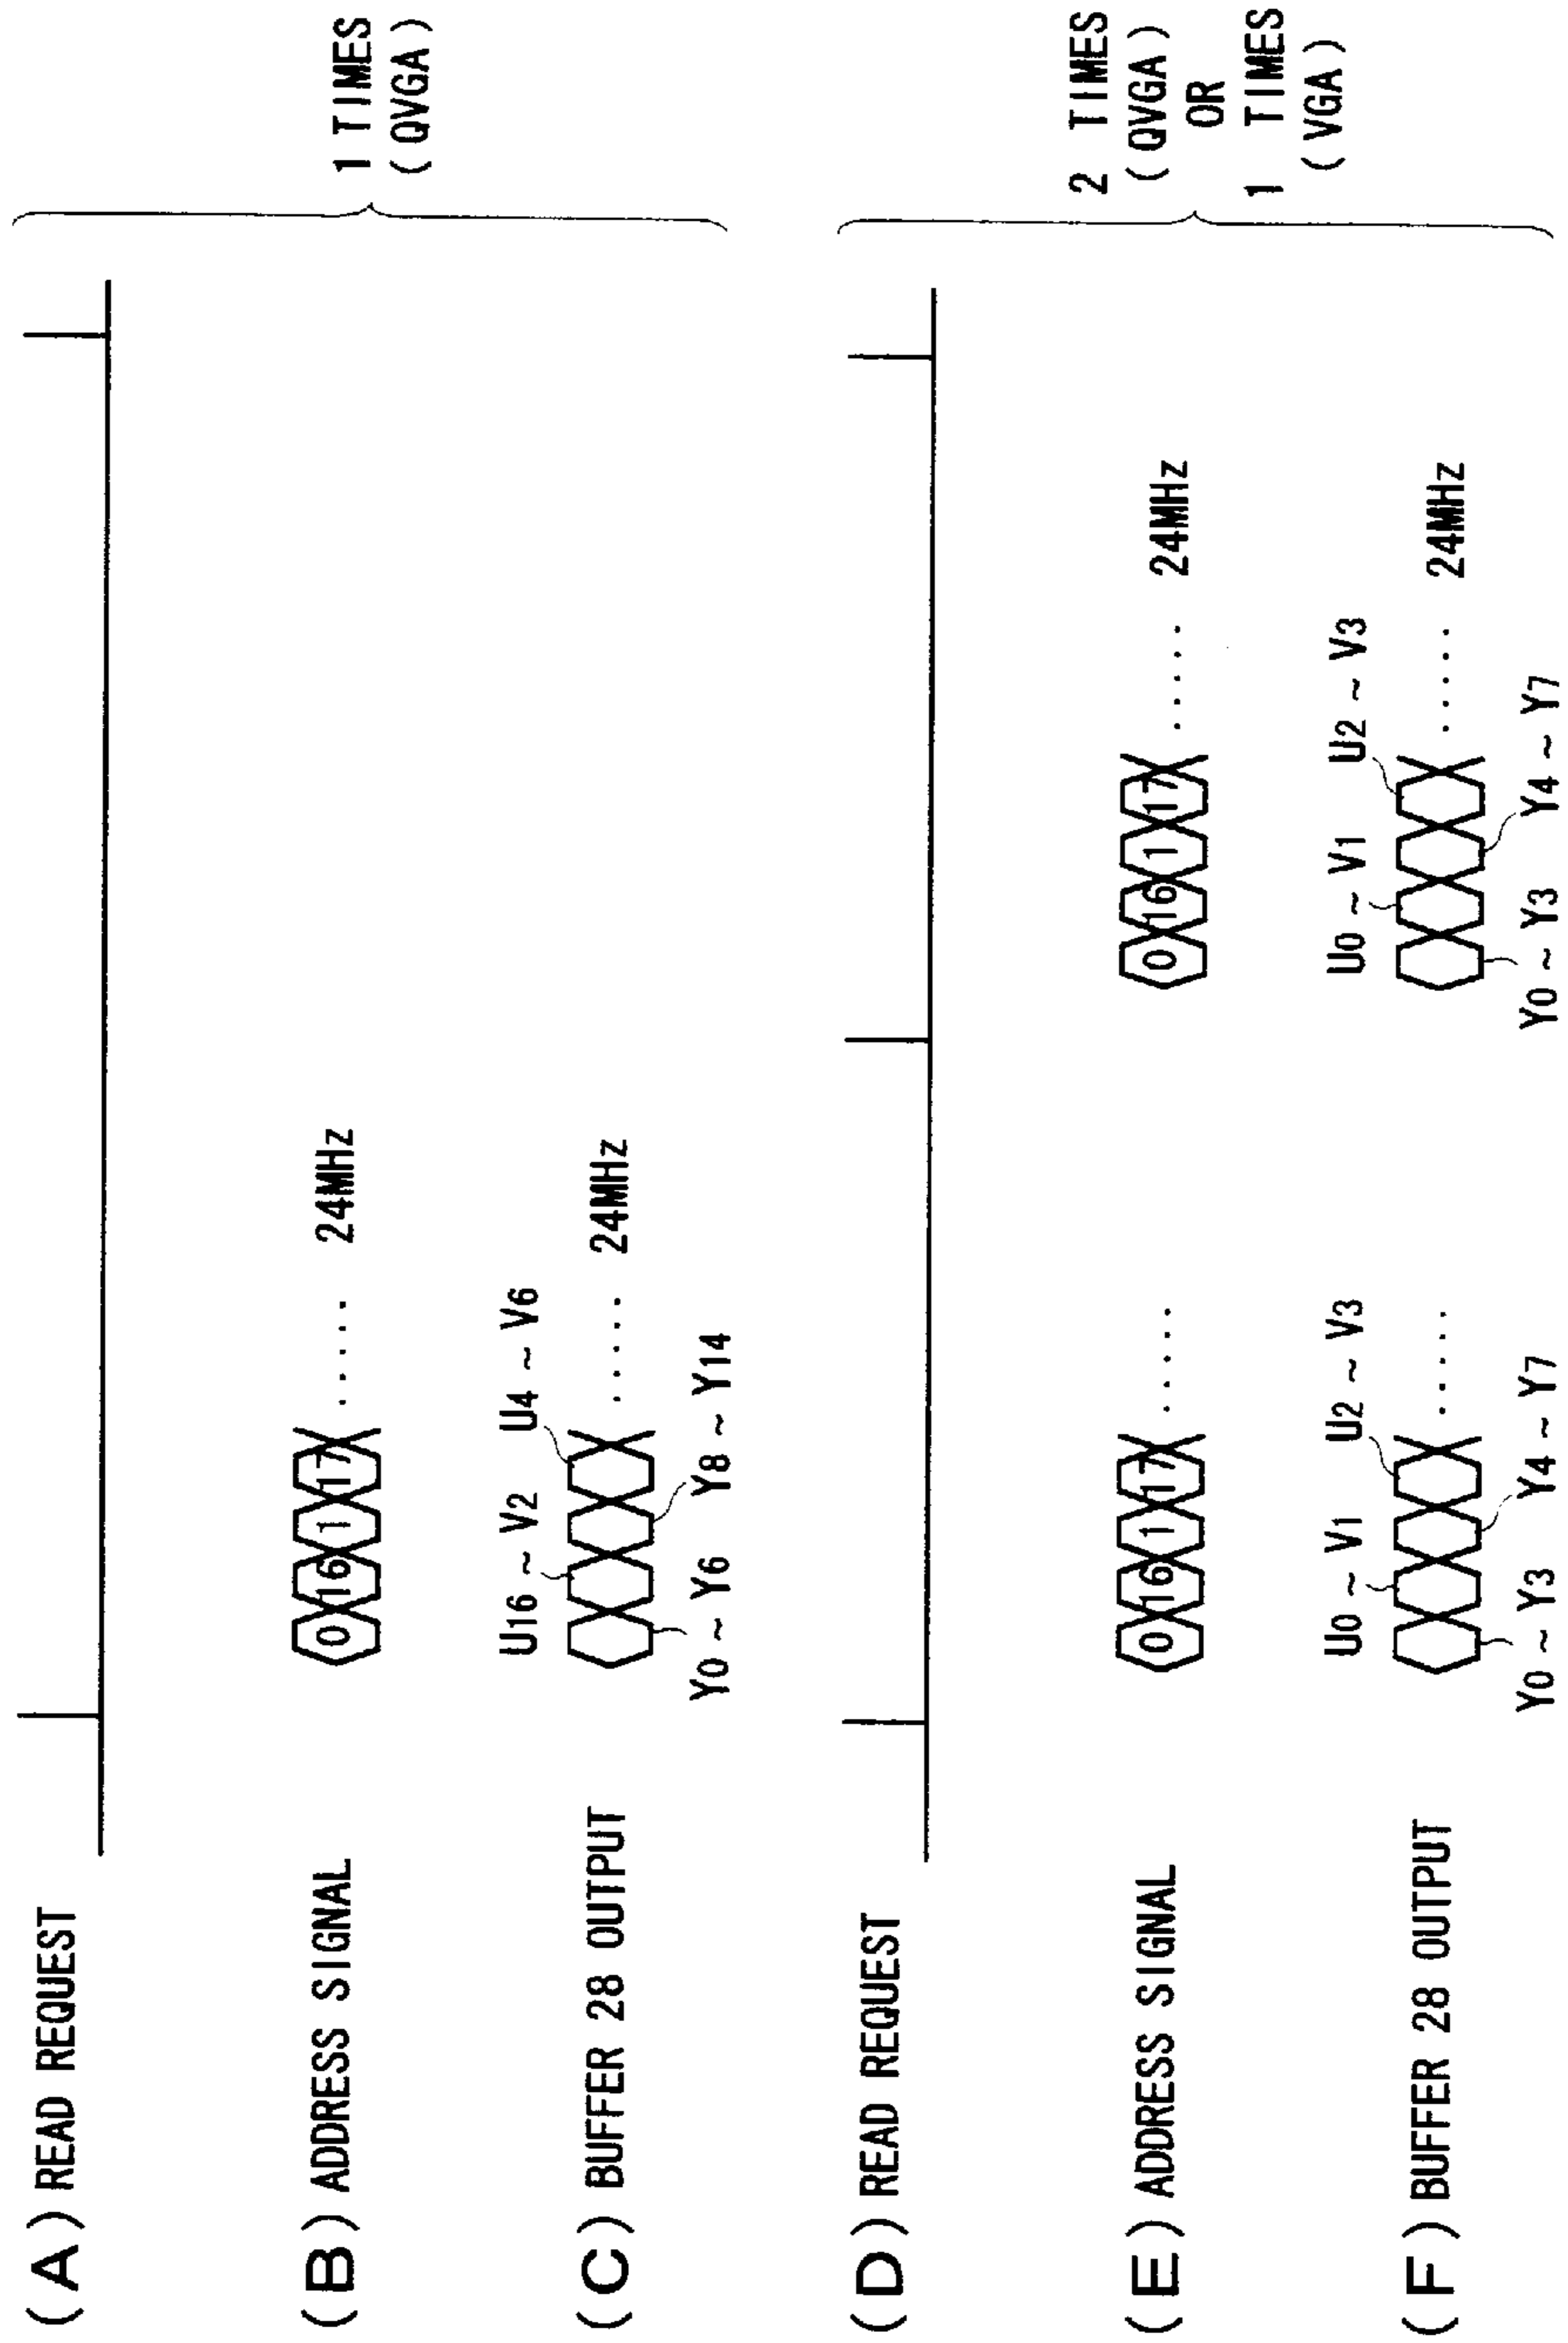 (A) READ REQUEST
1 TIMES
(QVGA)
(B) ADDRESS SIGNAL
0 16 1 17 ..... 24MHz
U16 ~ V2 U4 ~ V6
(C) BUFFER 28 OUTPUT
..... 24MHz
Y0 ~ Y6 Y8 ~ Y14
(D) READ REQUEST
2 TIMES
(QVGA)
OR
1 TIMES
(VGA)
(E) ADDRESS SIGNAL
0 16 1 17 ..... 0 16 1 17 ..... 24MHz
U0 ~ V1 U2 ~ V3 U0 ~ V1 U2 ~ V3
(F) BUFFER 28 OUTPUT
..... ..... 24MHz
Y0 ~ Y3 Y4 ~ Y7 Y0 ~ Y3 Y4 ~ Y7